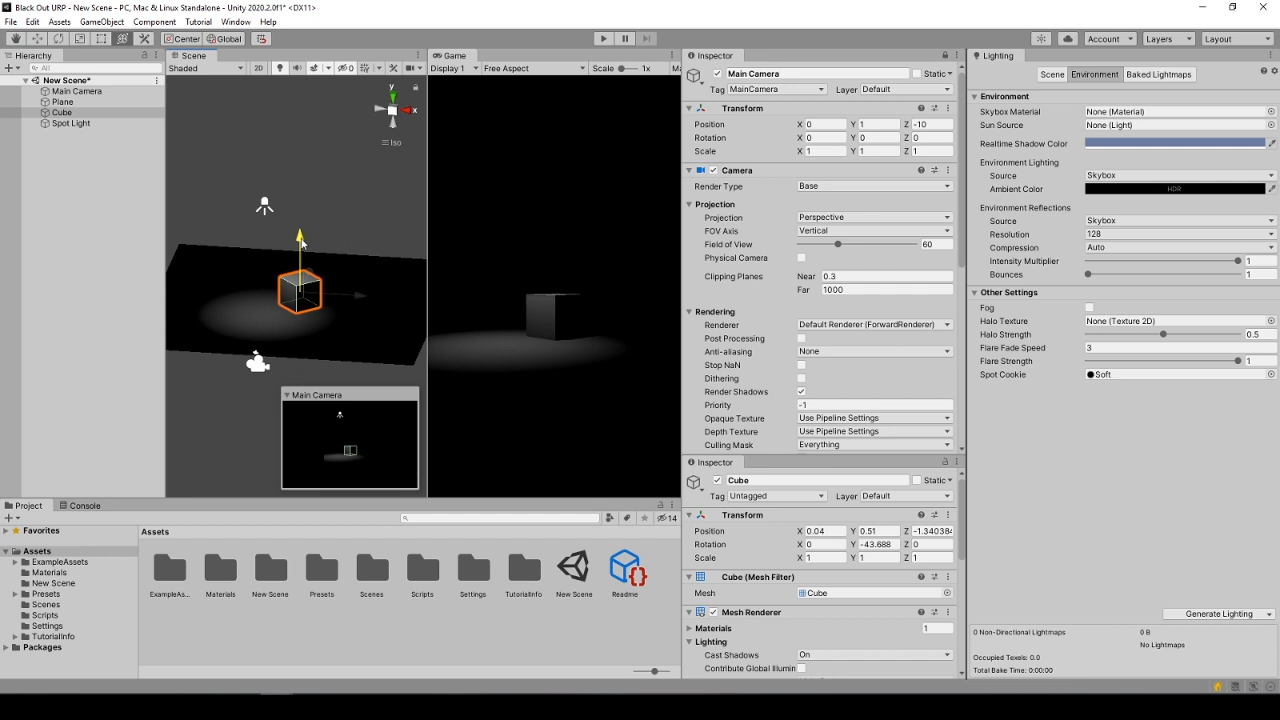 Black Out URP - New Scene - PC, Mac & Linux Standalone - Unity 2020.2.0f1* <DX11>
File Edit Assets GameObject Component Tutorial Window Help
Center Global Account Layers Layout
Hierarchy
All
New Scene*
Main Camera
Plane
Cube
Spot Light
Scene
Shaded 2D 0
y
x
Iso
Main Camera
Game
Display 1 Free Aspect Scale 1x
Inspector
Main Camera Static
Tag MainCamera Layer Default
Transform
Position X 0 Y 1 Z -10
Rotation X 0 Y 0 Z 0
Scale X 1 Y 1 Z 1
Camera
Render Type Base
Projection
Projection Perspective
FOV Axis Vertical
Field of View 60
Physical Camera
Clipping Planes Near 0.3
Far 1000
Rendering
Renderer Default Renderer (ForwardRenderer)
Post Processing
Anti-aliasing None
Stop NaN
Dithering
Render Shadows
Priority -1
Opaque Texture Use Pipeline Settings
Depth Texture Use Pipeline Settings
Culling Mask Everything
Inspector
Cube Static
Tag Untagged Layer Default
Transform
Position X 0.04 Y 0.51 Z -1.340384
Rotation X 0 Y -43.688 Z 0
Scale X 1 Y 1 Z 1
Cube (Mesh Filter)
Mesh Cube
Mesh Renderer
Materials 1
Lighting
Cast Shadows On
Contribute Global Illumin
Lighting
Scene Environment Baked Lightmaps
Environment
Skybox Material None (Material)
Sun Source None (Light)
Realtime Shadow Color
Environment Lighting
Source Skybox
Ambient Color HDR
Environment Reflections
Source Skybox
Resolution 128
Compression Auto
Intensity Multiplier 1
Bounces 1
Other Settings
Fog
Halo Texture None (Texture 2D)
Halo Strength 0.5
Flare Fade Speed 3
Flare Strength 1
Spot Cookie Soft
Generate Lighting
0 Non-Directional Lightmaps 0 B
No Lightmaps
Occupied Texels: 0.0
Total Bake Time: 0:00:00
Project Console
14
Favorites
Assets
ExampleAssets
Materials
New Scene
Presets
Scenes
Scripts
Settings
TutorialInfo
Packages
Assets
ExampleAs... Materials New Scene Presets Scenes Scripts Settings TutorialInfo New Scene Readme